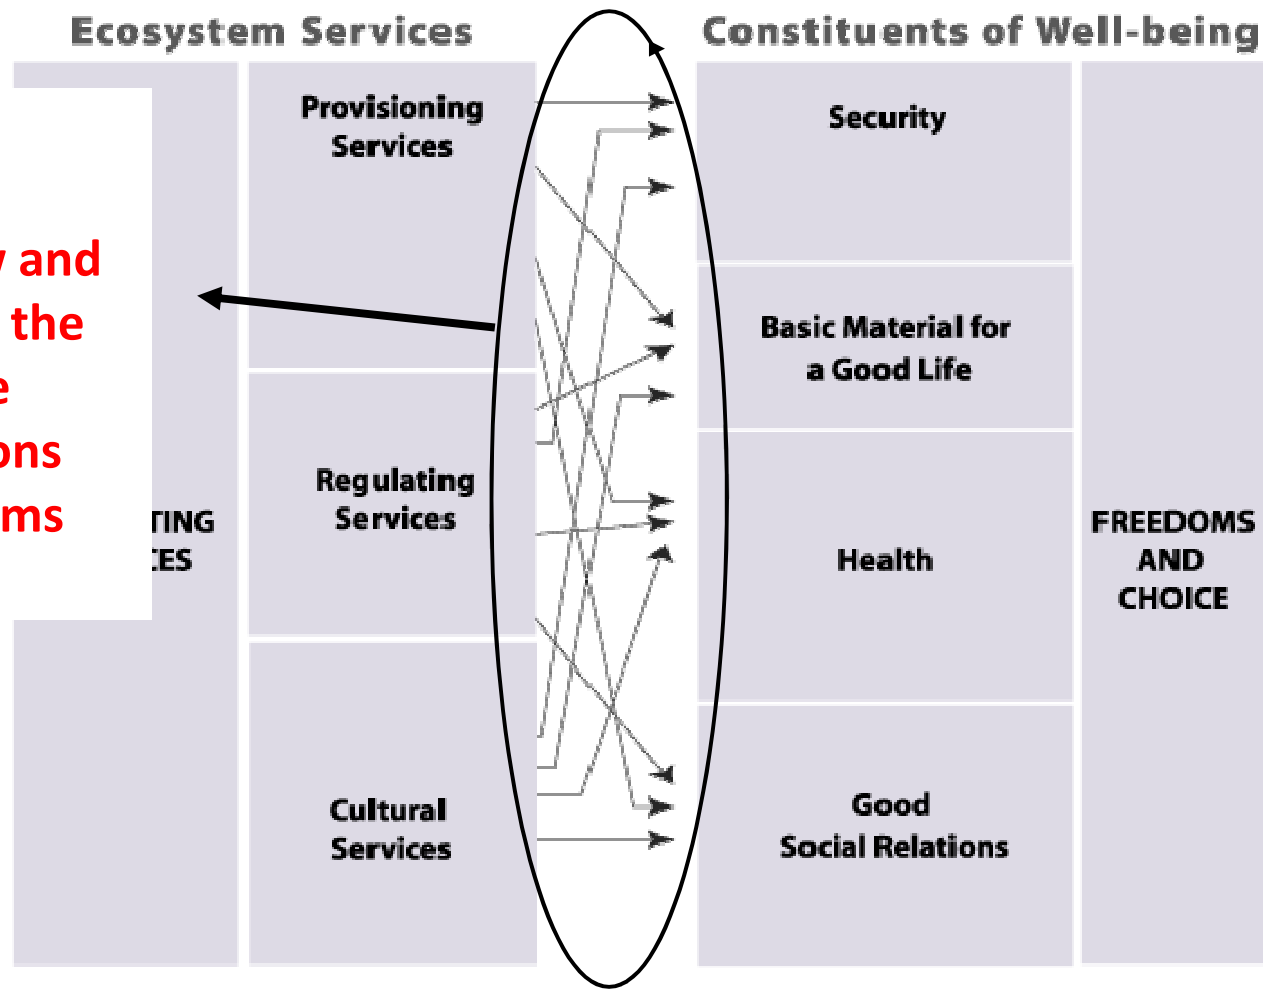 Ecosystem Services
Constituents of Well-being
Provisioning
Services
Security
and
the
Basic Material for
a Good Life
ons
ms
Regulating
Services
TING
CES
Health
FREEDOMS
AND
CHOICE
Cultural
Services
Good
Social Relations